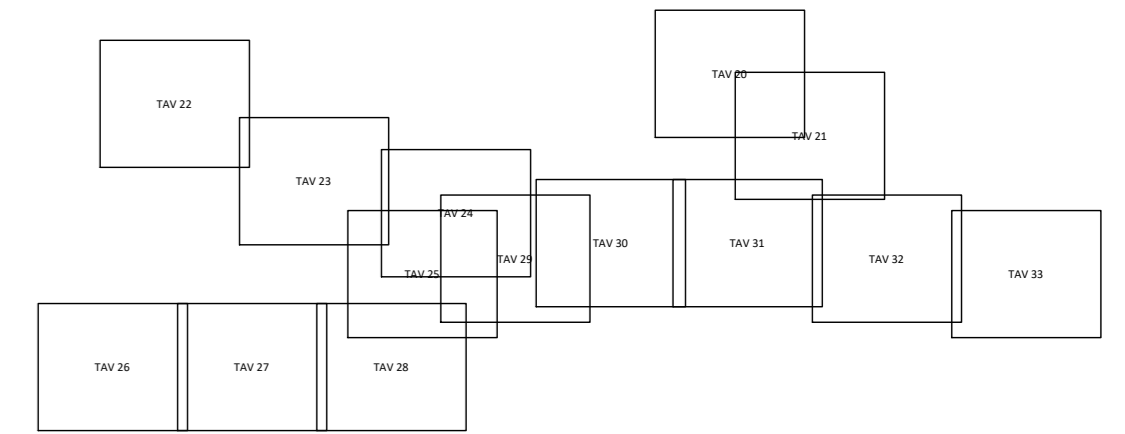 TAV 20
TAV 22
TAV 21
TAV 23
TAV 24
TAV 30
TAV 31
TAV 29
TAV 32
TAV 25
TAV 33
TAV 26
TAV 27
TAV 28